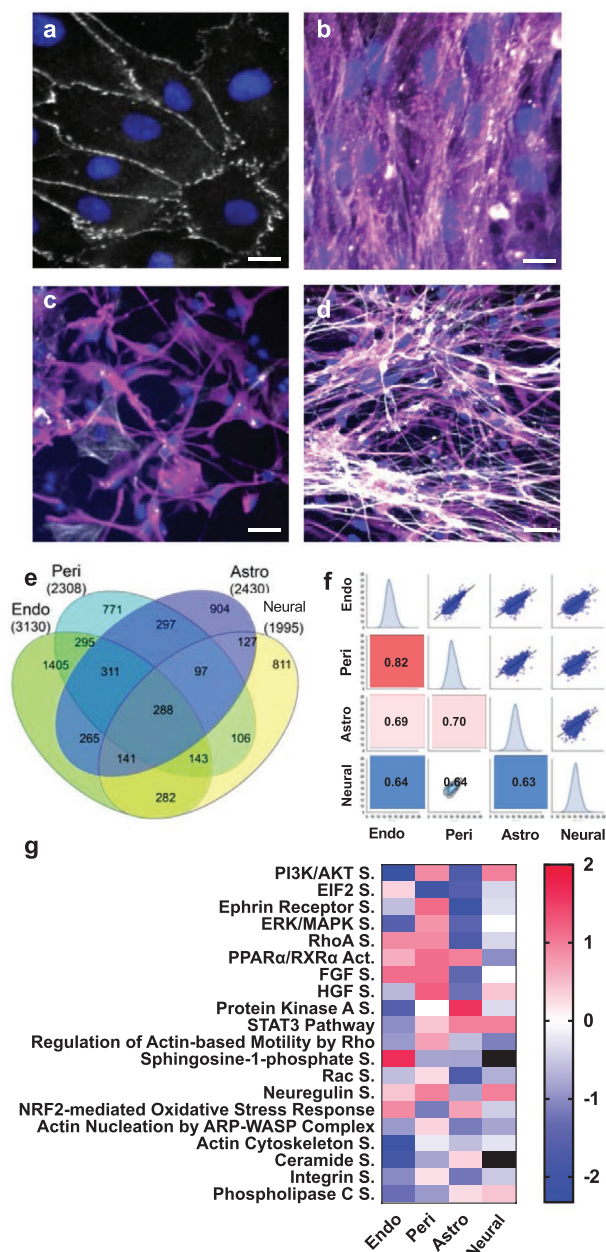 a
b
c
d
e
Peri
(2308)
Astro
(2430)
Endo
(3130)
Neural
(1995)
771
904
297
127
295
1405
311
97
811
288
265
106
141
143
282
f
Endo
Peri
0.82
Astro
0.69 0.70
Neural
0.64 0.64 0.63
Endo Peri Astro Neural
g
PI3K/AKT S.
EIF2 S.
Ephrin Receptor S.
ERK/MAPK S.
RhoA S.
PPARα/RXRα Act.
FGF S.
HGF S.
Protein Kinase A S.
STAT3 Pathway
Regulation of Actin-based Motility by Rho
Sphingosine-1-phosphate S.
Rac S.
Neuregulin S.
NRF2-mediated Oxidative Stress Response
Actin Nucleation by ARP-WASP Complex
Actin Cytoskeleton S.
Ceramide S.
Integrin S.
Phospholipase C S.
Endo Peri Astro Neural
2
1
0
-1
-2